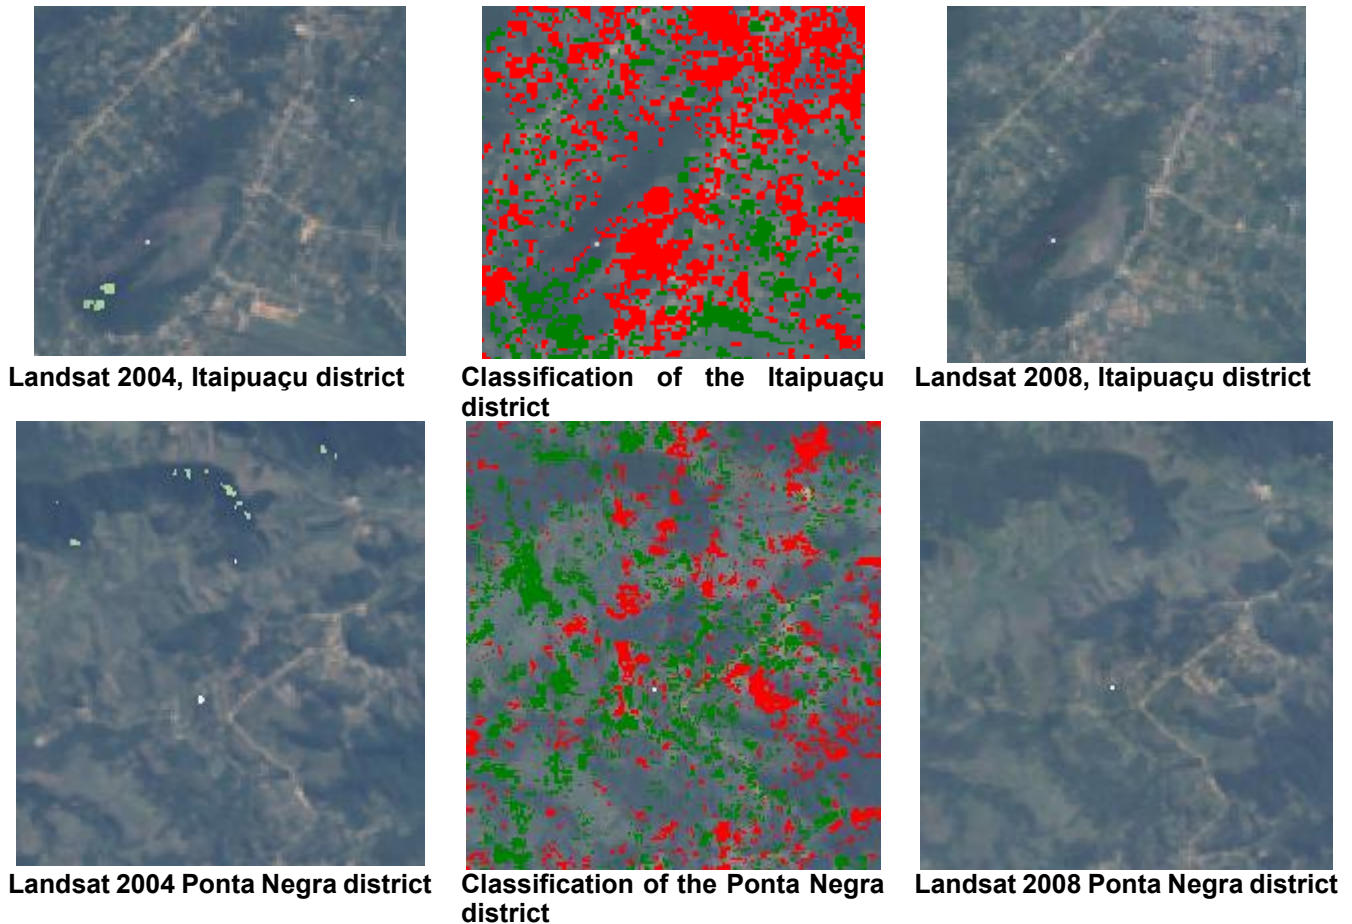 Landsat 2004, Itaipuaçu district
Classification of the Itaipuaçu
district
Landsat 2008, Itaipuaçu district
Landsat 2004 Ponta Negra district
Classification of the Ponta Negra
district
Landsat 2008 Ponta Negra district